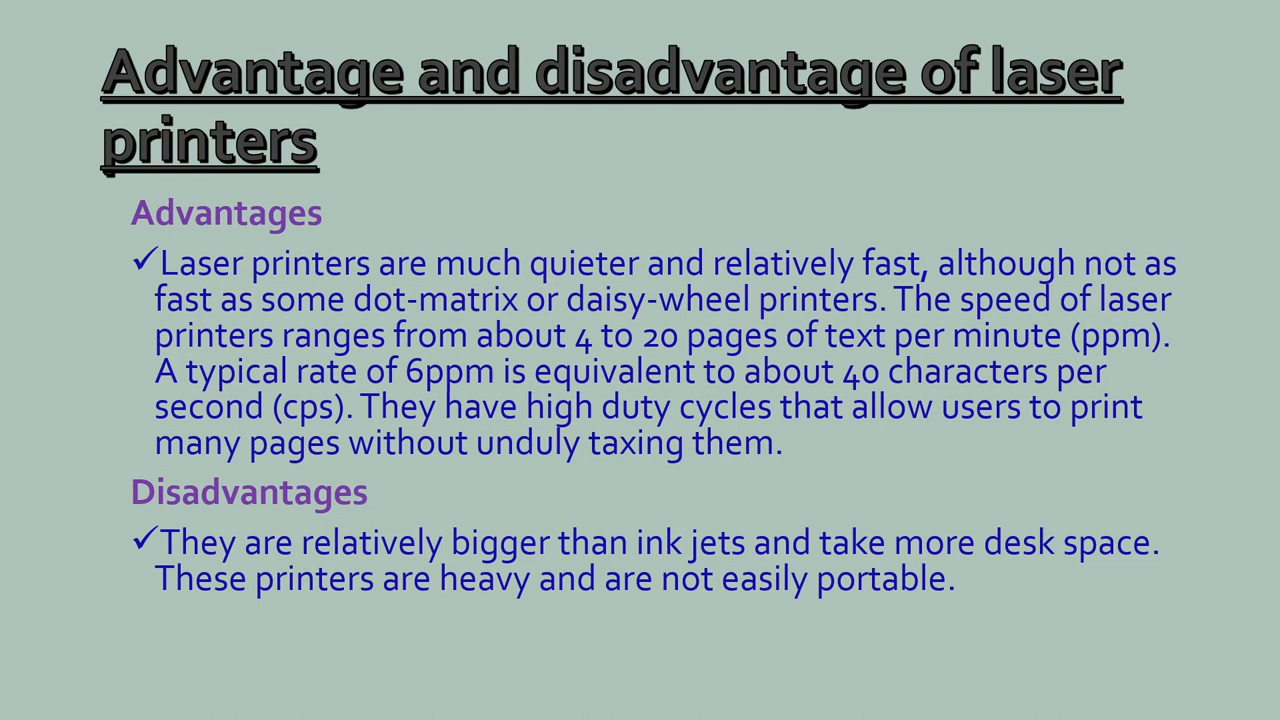 Advantage and disadvantage of laser
printers
Advantages
✓Laser printers are much quieter and relatively fast, although not as
fast as some dot-matrix or daisy-wheel printers. The speed of laser
printers ranges from about 4 to 20 pages of text per minute (ppm).
A typical rate of 6ppm is equivalent to about 40 characters per
second (cps). They have high duty cycles that allow users to print
many pages without unduly taxing them.
Disadvantages
✓They are relatively bigger than ink jets and take more desk space.
These printers are heavy and are not easily portable.